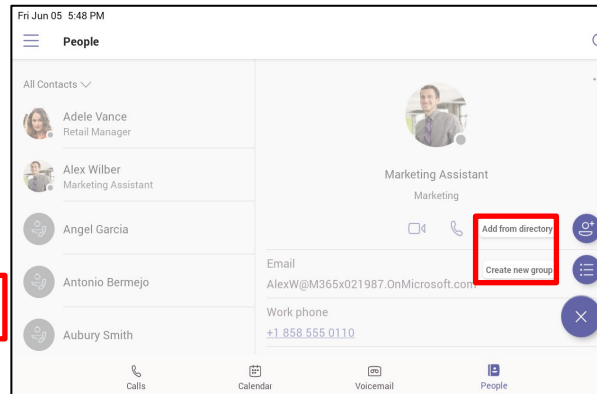 Fri Jun 05 5:48 PM
People
All Contacts
Adele Vance
Retail Manager
Alex Wilber
Marketing Assistant
Angel Garcia
Antonio Bermejo
Aubury Smith
Marketing Assistant
Marketing
Add from directory
Create new group
Email
AlexW@M365x021987.OnMicrosoft.com
Work phone
+1 858 555 0110
Calls
Calendar
Voicemail
People